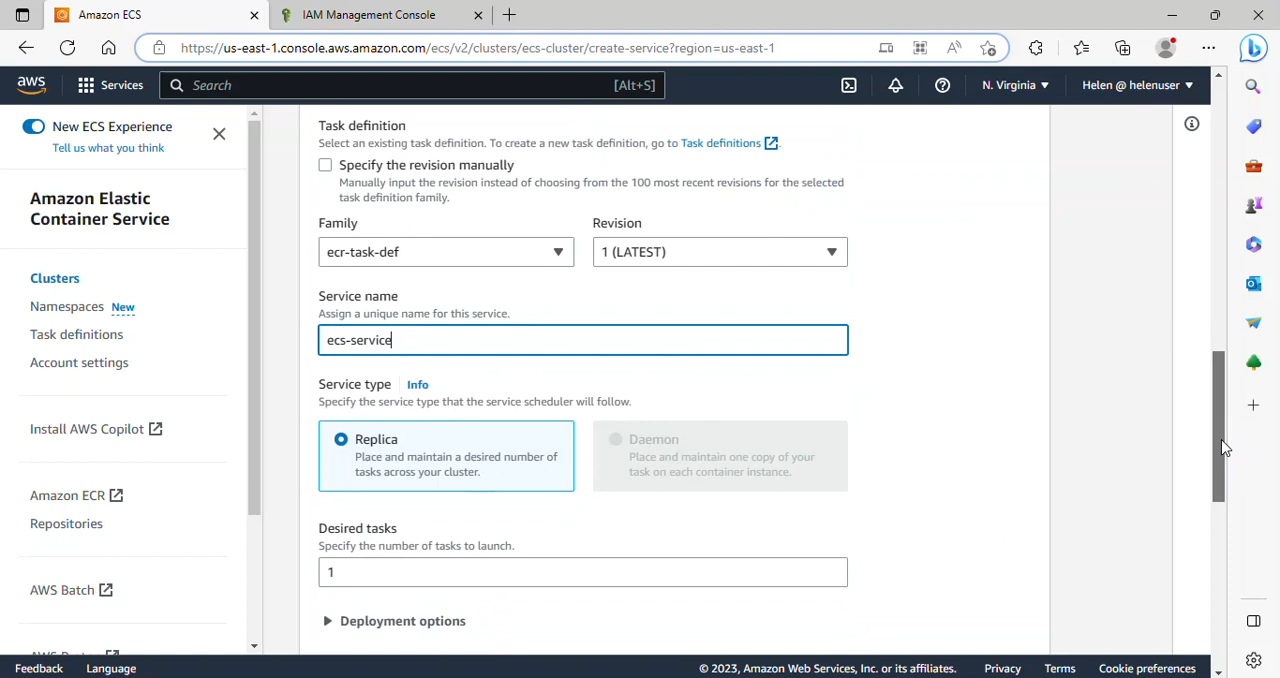 Amazon ECS
IAM Management Console
https://us-east-1.console.aws.amazon.com/ecs/v2/clusters/ecs-cluster/create-service?region=us-east-1
aws
Services
Search
[Alt+S]
N. Virginia
Helen @ helenuser
New ECS Experience
Tell us what you think
Amazon Elastic
Container Service
Clusters
Namespaces New
Task definitions
Account settings
Install AWS Copilot
Amazon ECR
Repositories
AWS Batch
Task definition
Select an existing task definition. To create a new task definition, go to Task definitions.
Specify the revision manually
Manually input the revision instead of choosing from the 100 most recent revisions for the selected
task definition family.
Family
Revision
ecr-task-def
1 (LATEST)
Service name
Assign a unique name for this service.
ecs-service
Service type Info
Specify the service type that the service scheduler will follow.
Replica
Place and maintain a desired number of
tasks across your cluster.
Daemon
Place and maintain one copy of your
task on each container instance.
Desired tasks
Specify the number of tasks to launch.
1
Deployment options
Feedback
Language
© 2023, Amazon Web Services, Inc. or its affiliates.
Privacy
Terms
Cookie preferences